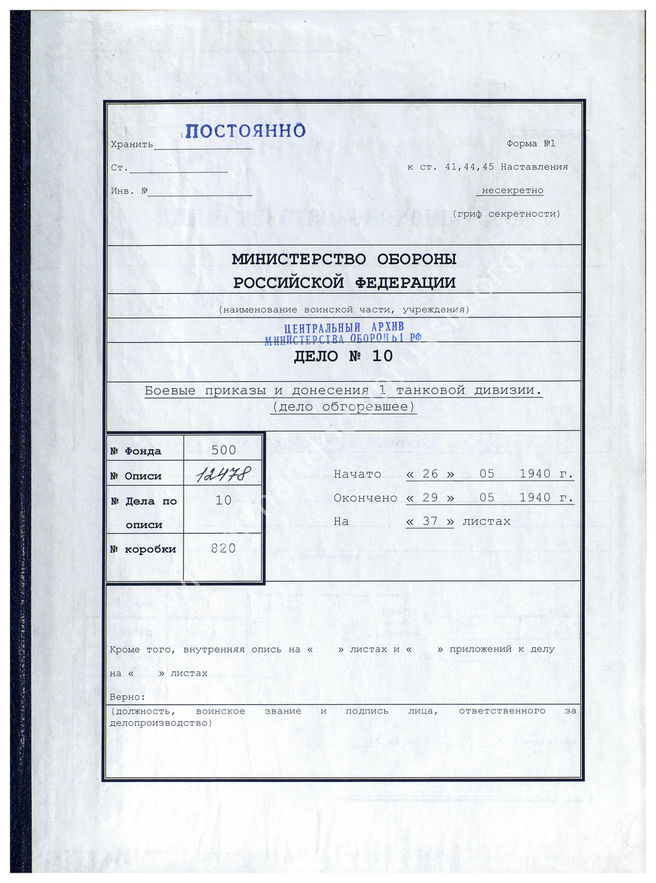 ПОСТОЯННО
Хранить
Форма №1
Ст.
к ст. 41,44,45 Наставления
Инв. №
несекретно
(гриф секретности)
МИНИСТЕРСТВО ОБОРОНЫ
РОССИЙСКОЙ ФЕДЕРАЦИИ
(наименование воинской части, учреждения)
ЦЕНТРАЛЬНЫЙ АРХИВ
МИНИСТЕРСТВА ОБОРОНЫ РФ
ДЕЛО № 10
Боевые приказы и донесения 1 танковой дивизии.
(дело обгоревшее)
№ Фонда 500
№ Описи 12478
№ Дела по 10
описи
№ коробки 820
Начато « 26 » 05 1940 г.
Окончено « 29 » 05 1940 г.
На « 37 » листах
Кроме того, внутренняя опись на « » листах и « » приложений к делу
на « » листах
Верно:
(должность, воинское звание и подпись лица, ответственного за
делопроизводство)